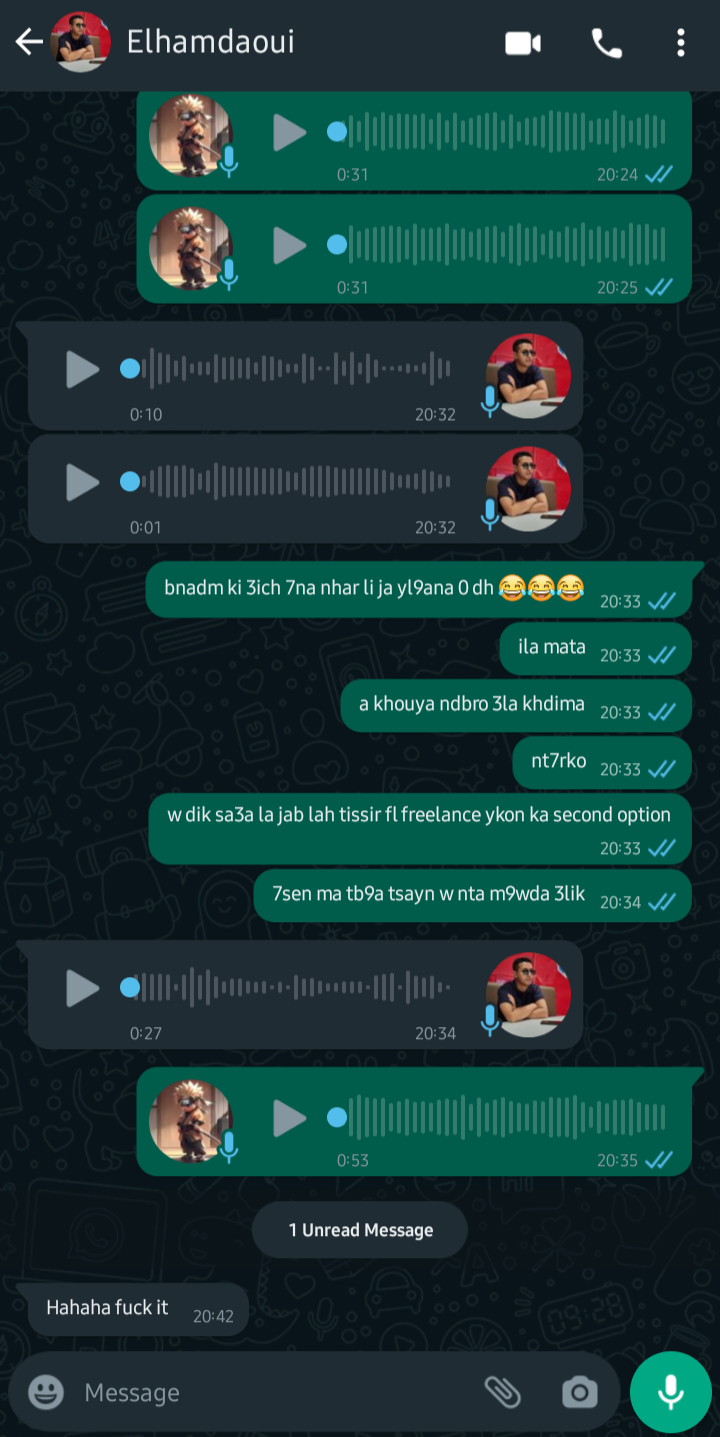 Elhamdaoui
0:31 20:24
0:31 20:25
0:10 20:32
0:01 20:32
bnadm ki 3ich 7na nhar li ja yl9ana 0 dh 😂😂😂 20:33
ila mata 20:33
a khouya ndbro 3la khdima 20:33
nt7rko 20:33
w dik sa3a la jab lah tissir fl freelance ykon ka second option
20:33
7sen ma tb9a tsayn w nta m9wda 3lik 20:34
0:27 20:34
0:53 20:35
1 Unread Message
Hahaha fuck it 20:42
Message